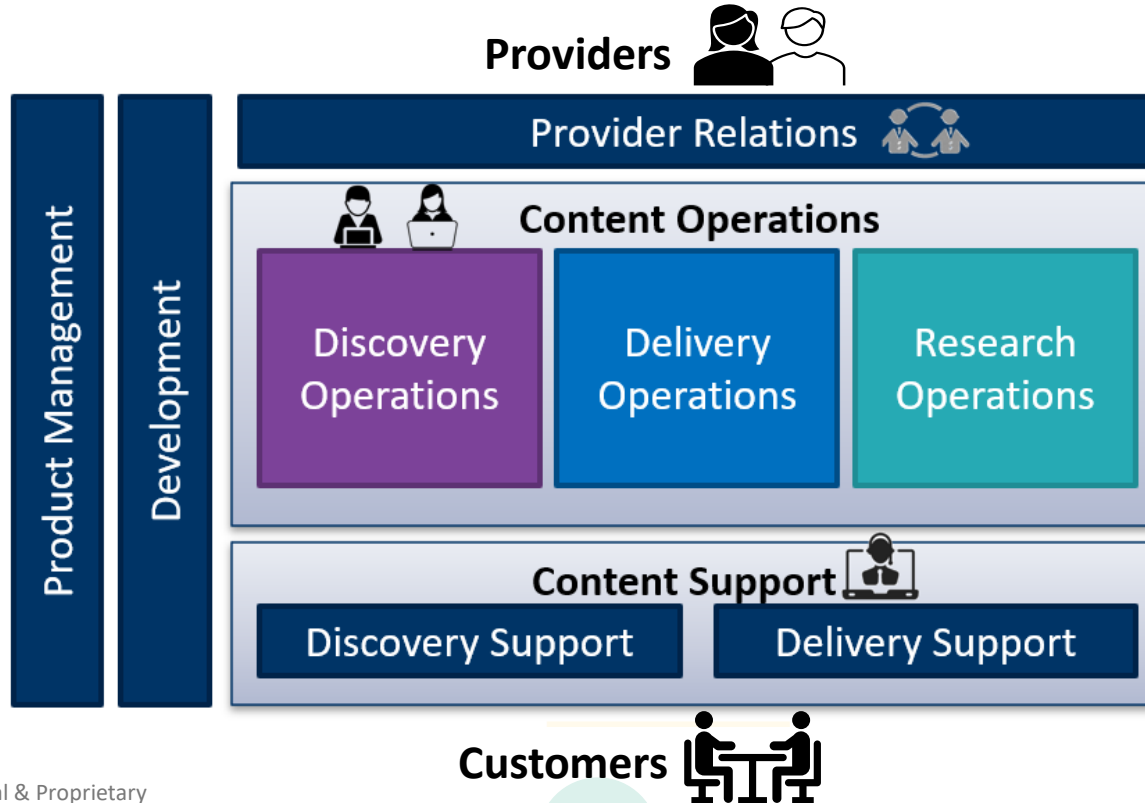 Providers
Provider Relations
Product Management
Development
Content Operations
Discovery
Operations
Delivery
Operations
Research
Operations
Content Support
Discovery Support
Delivery Support
Customers
& Proprietary